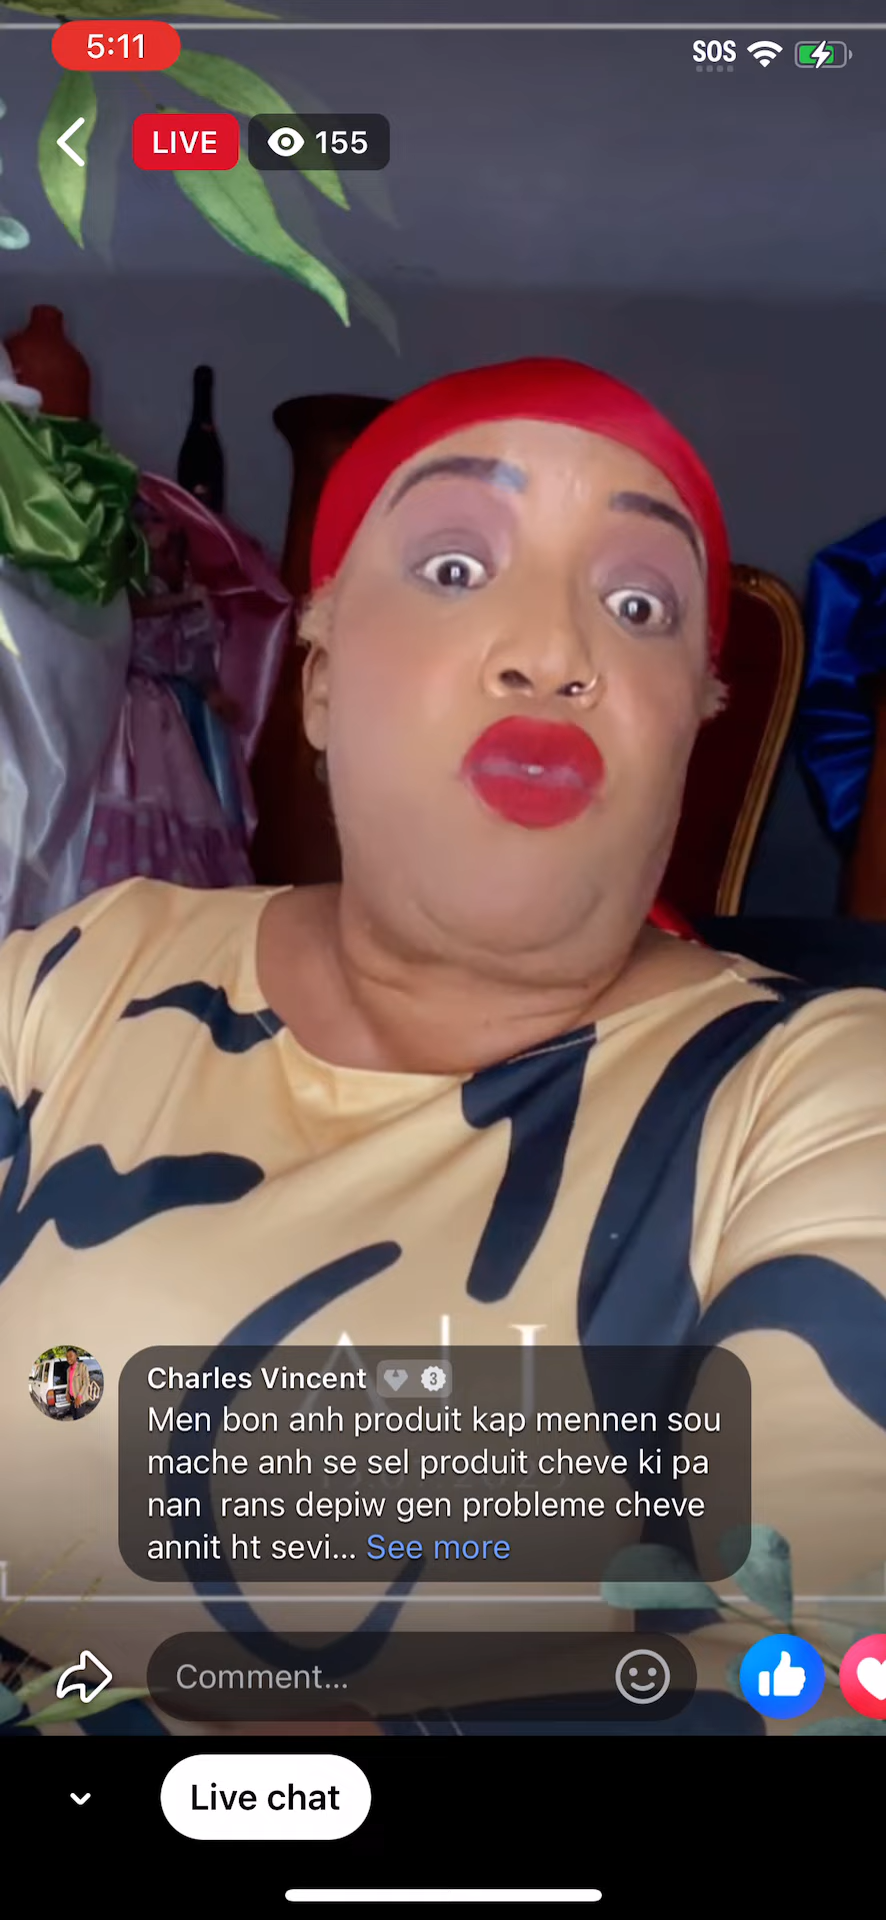 5:11
SOS
LIVE
155
Charles Vincent 3
Men bon anh produit kap mennen sou
mache anh se sel produit cheve ki pa
nan rans depiw gen probleme cheve
annit ht sevi... See more
Comment...
Live chat